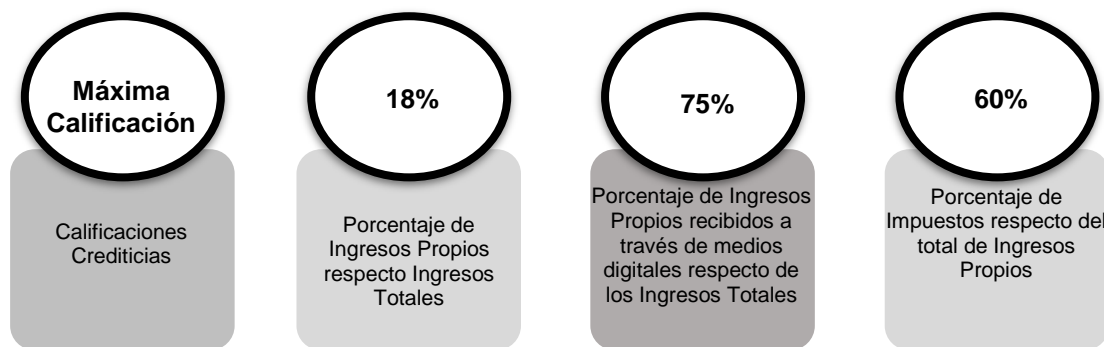 Máxima
Calificación
Calificaciones
Crediticias
18%
Porcentaje de
Ingresos Propios
respecto Ingresos
Totales
75%
Porcentaje de Ingresos
Propios recibidos a
través de medios
digitales respecto de
los Ingresos Totales
60%
Porcentaje de
Impuestos respecto del
total de Ingresos
Propios